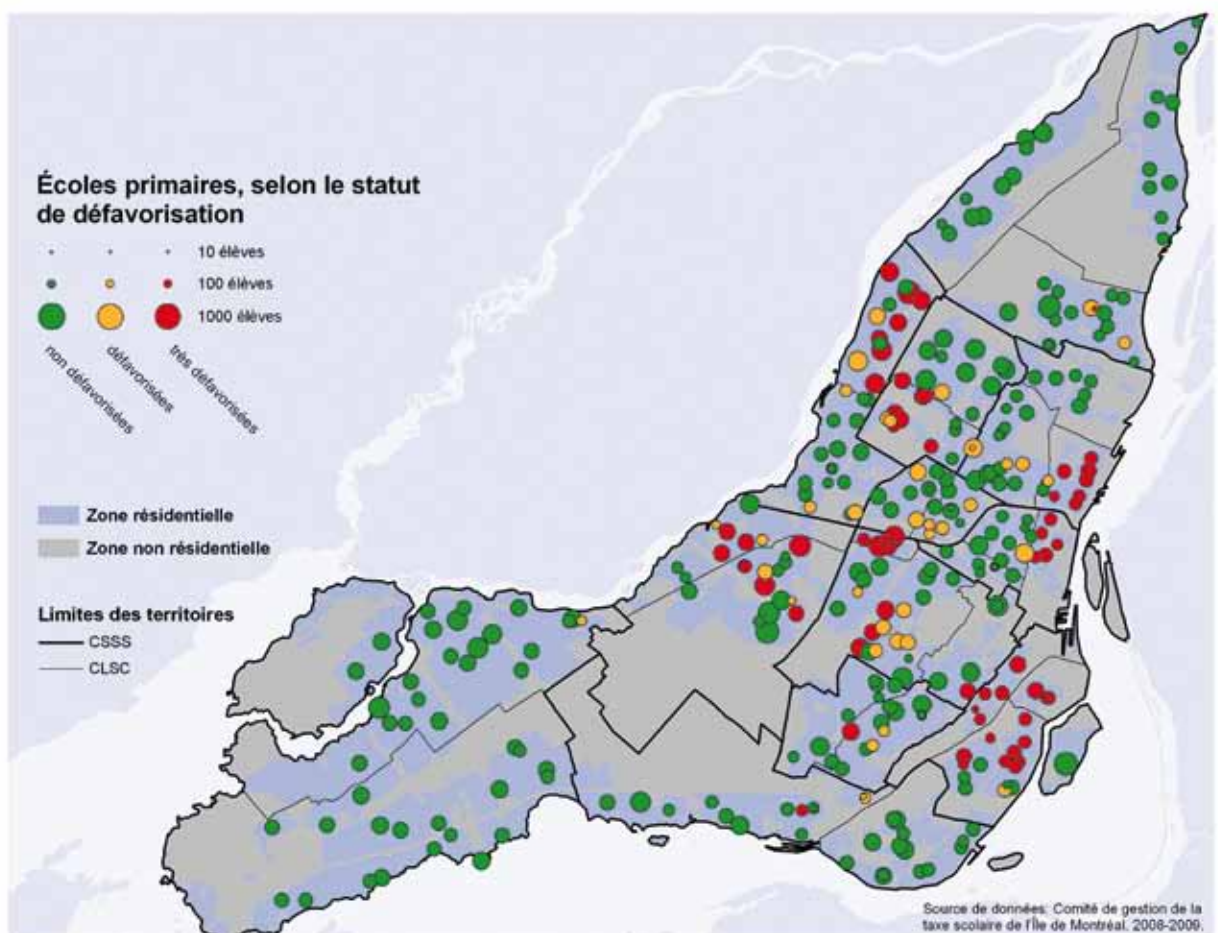 Écoles primaires, selon le statut
de défavorisation
10 élèves
100 élèves
1000 élèves
non défavorisées
défavorisées
très défavorisées
Zone résidentielle
Zone non résidentielle
Limites des territoires
CSSS
CLSC
Source de données: Comité de gestion de la
taxe scolaire de l'Île de Montréal, 2008-2009.